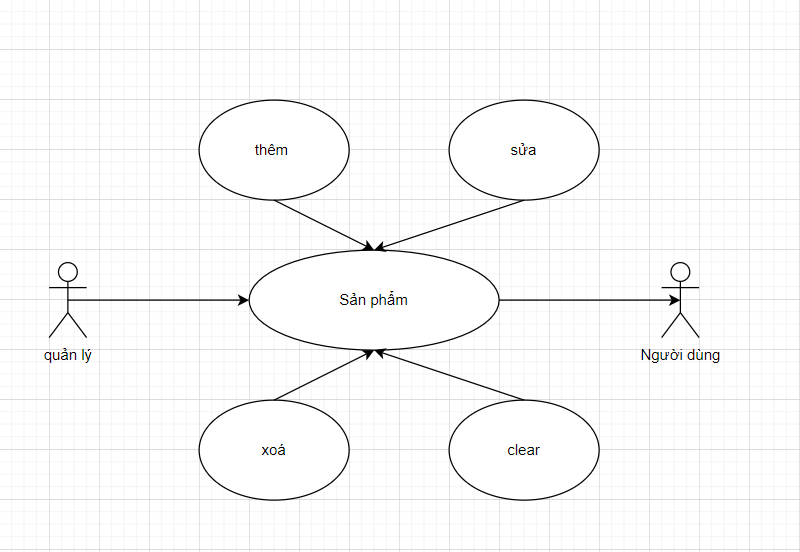 thêm
sửa
Sản phẩm
quản lý
Người dùng
xoá
clear